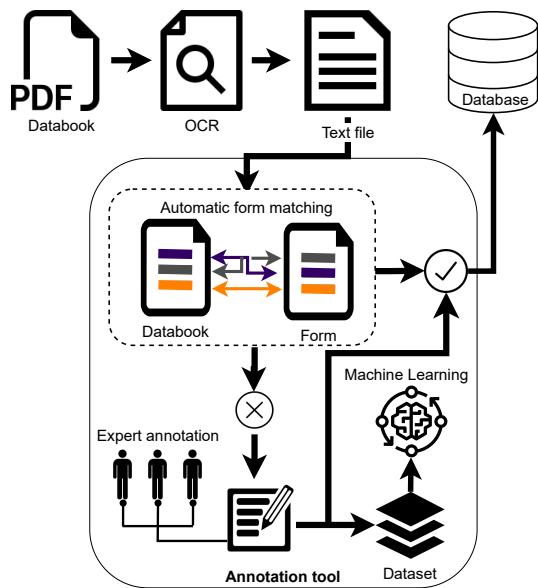 PDF
Databook
OCR
Text file
Database
Automatic form matching
Databook
Form
Machine Learning
Expert annotation
Dataset
Annotation tool